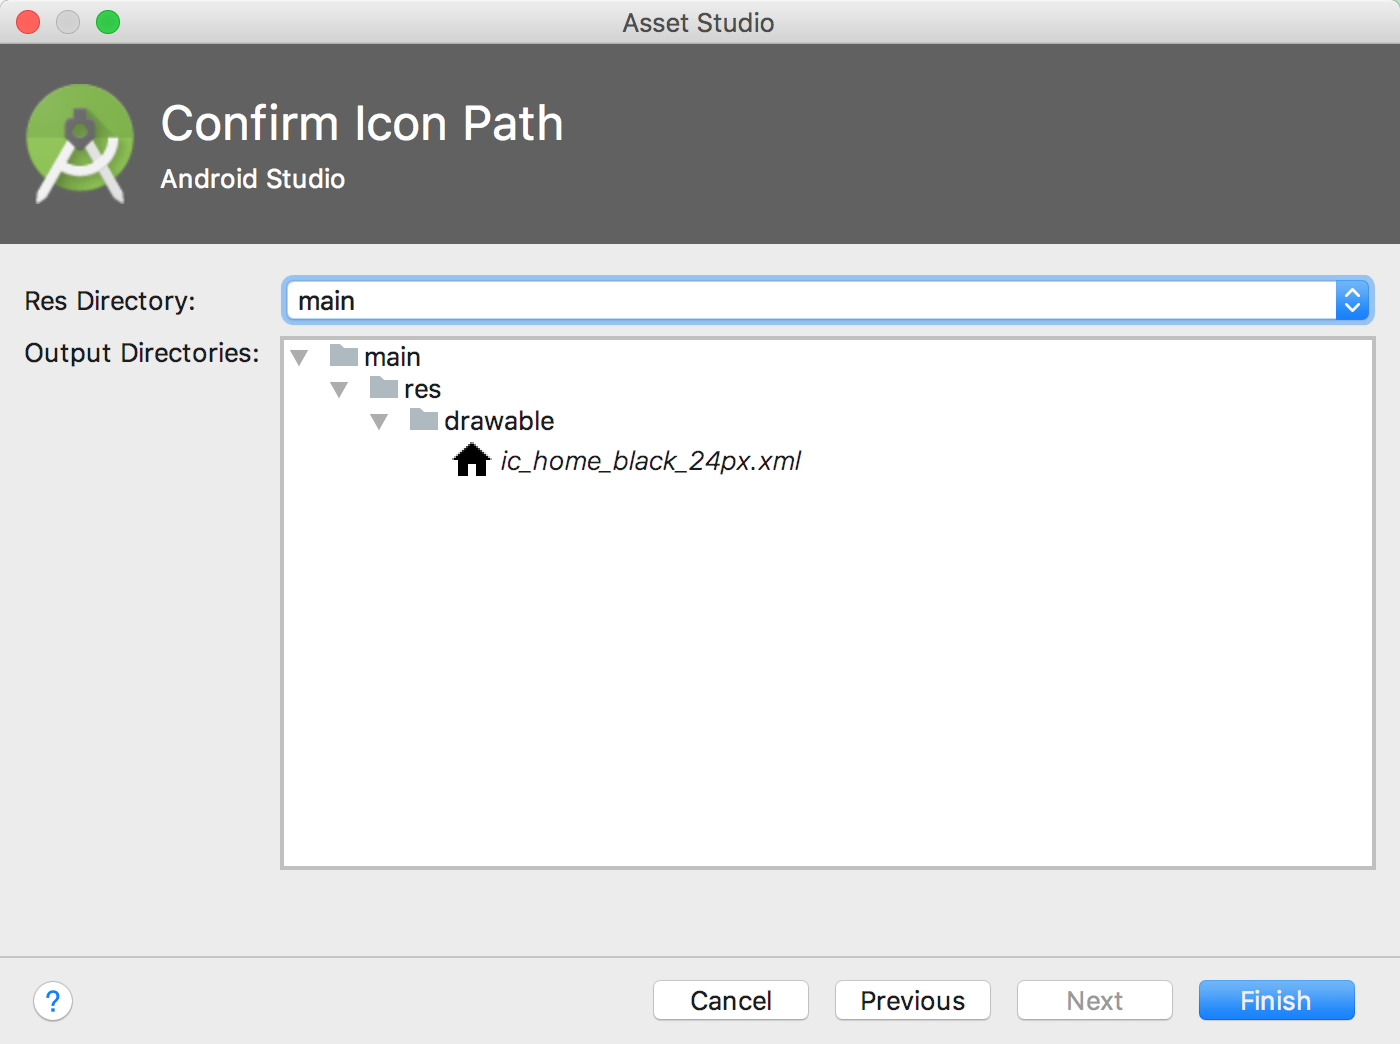 Asset Studio
Confirm Icon Path
Android Studio
Res Directory: main
Output Directories: main
res
drawable
ic_home_black_24px.xml
? Cancel Previous Next Finish